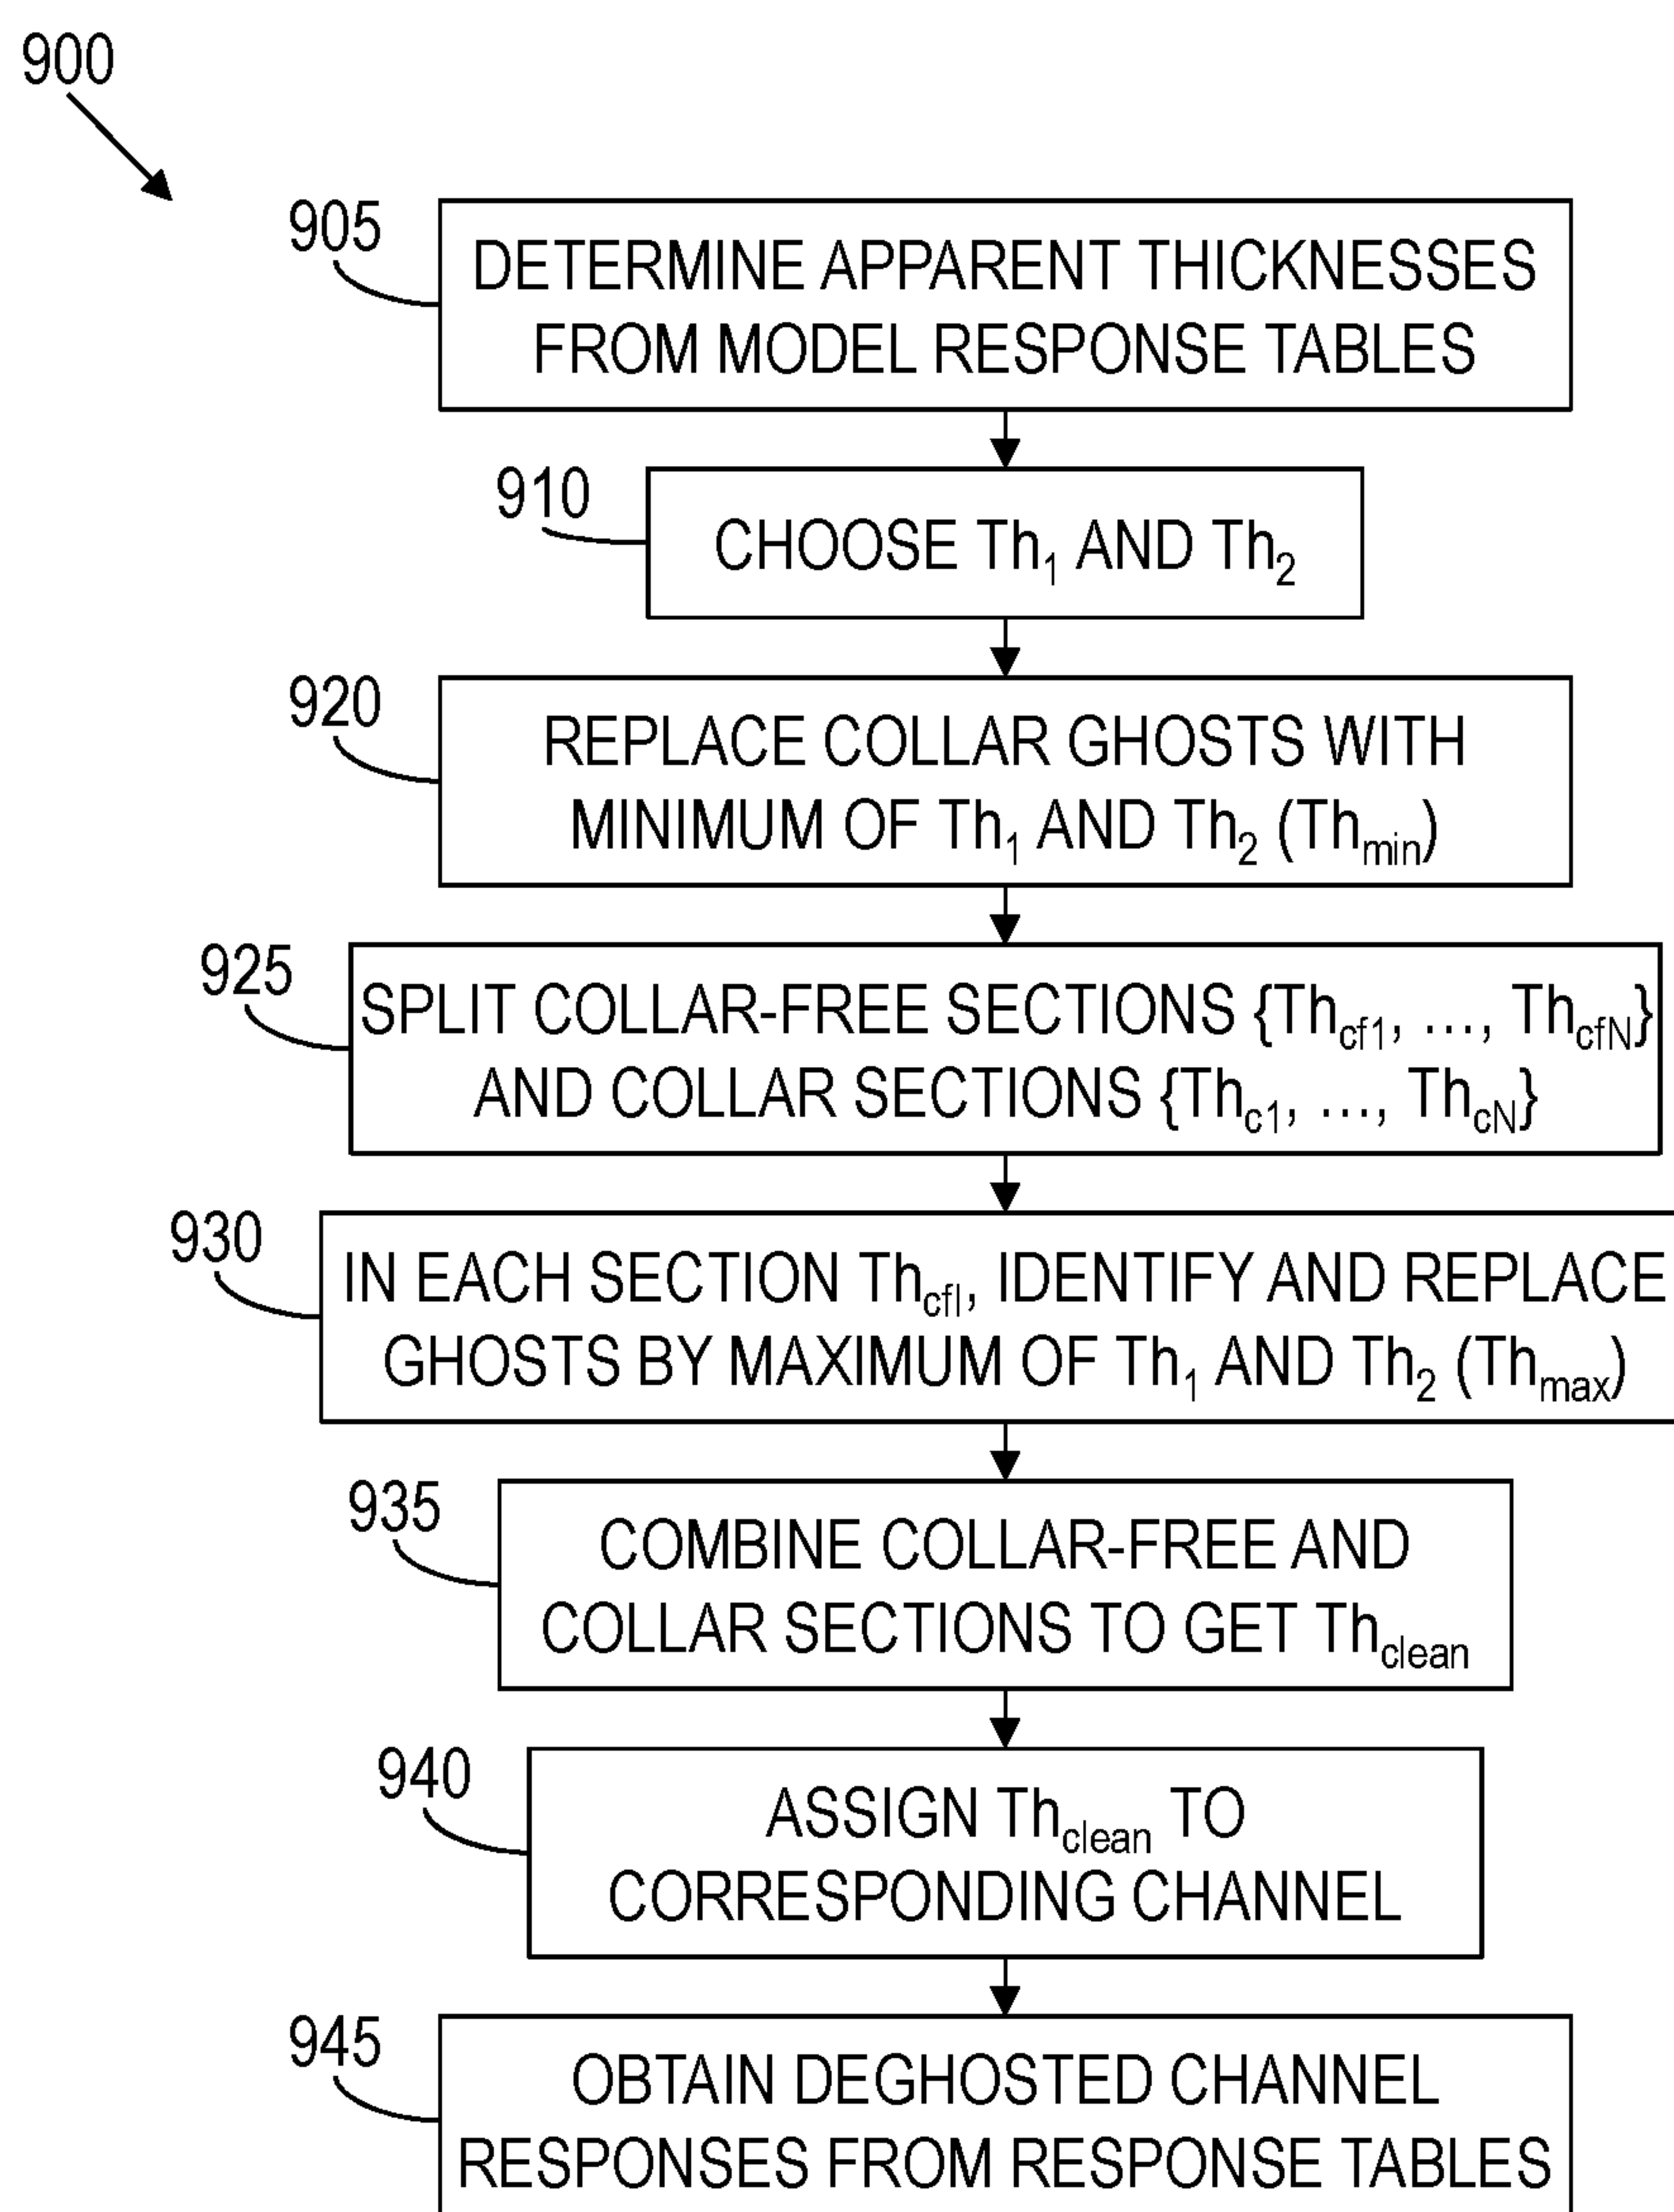 900
905
DETERMINE APPARENT THICKNESSES
FROM MODEL RESPONSE TABLES
910
CHOOSE Th1 AND Th2
920
REPLACE COLLAR GHOSTS WITH
MINIMUM OF Th1 AND Th2 (Thmin)
925
SPLIT COLLAR-FREE SECTIONS {Thcf1, ..., ThcfN}
AND COLLAR SECTIONS {Thc1, ..., ThcN}
930
IN EACH SECTION ThcfI, IDENTIFY AND REPLACE
GHOSTS BY MAXIMUM OF Th1 AND Th2 (Thmax)
935
COMBINE COLLAR-FREE AND
COLLAR SECTIONS TO GET Thclean
940
ASSIGN Thclean TO
CORRESPONDING CHANNEL
945
OBTAIN DEGHOSTED CHANNEL
RESPONSES FROM RESPONSE TABLES